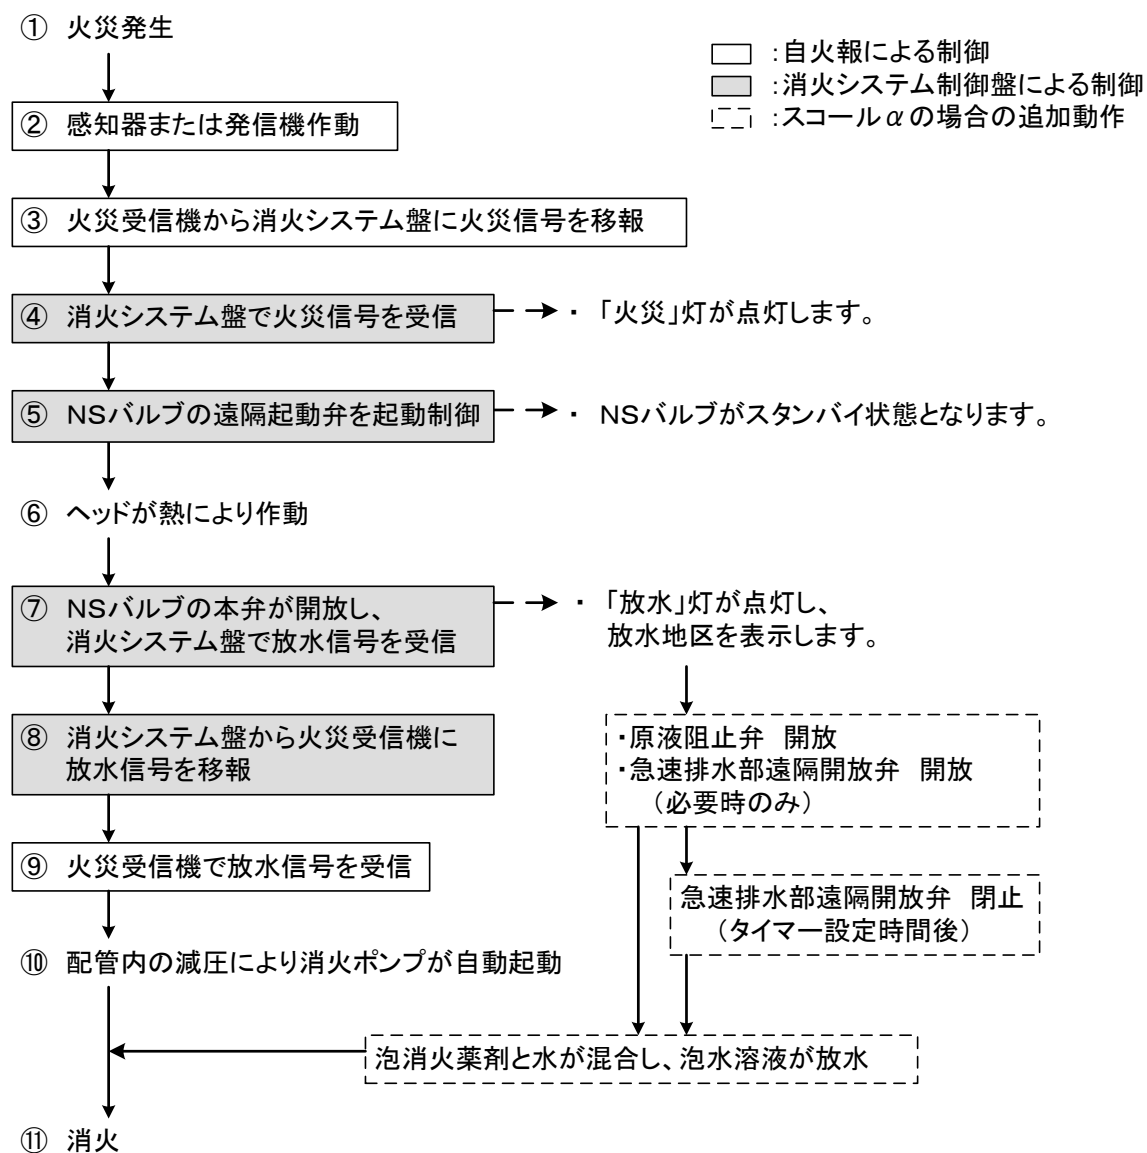 ① 火災発生
:自火報による制御
:消火システム制御盤による制御
:スコールαの場合の追加動作
② 感知器または発信機作動
③ 火災受信機から消火システム盤に火災信号を移報
④ 消火システム盤で火災信号を受信
・「火災」灯が点灯します。
⑤ NSバルブの遠隔起動弁を起動制御
・ NSバルブがスタンバイ状態となります。
⑥ ヘッドが熱により作動
⑦ NSバルブの本弁が開放し、
消火システム盤で放水信号を受信
・「放水」灯が点灯し、
放水地区を表示します。
⑧ 消火システム盤から火災受信機に
放水信号を移報
・原液阻止弁 開放
・急速排水部遠隔開放弁 開放
(必要時のみ)
⑨ 火災受信機で放水信号を受信
急速排水部遠隔開放弁 閉止
(タイマー設定時間後)
⑩ 配管内の減圧により消火ポンプが自動起動
泡消火薬剤と水が混合し、泡水溶液が放水
⑪ 消火